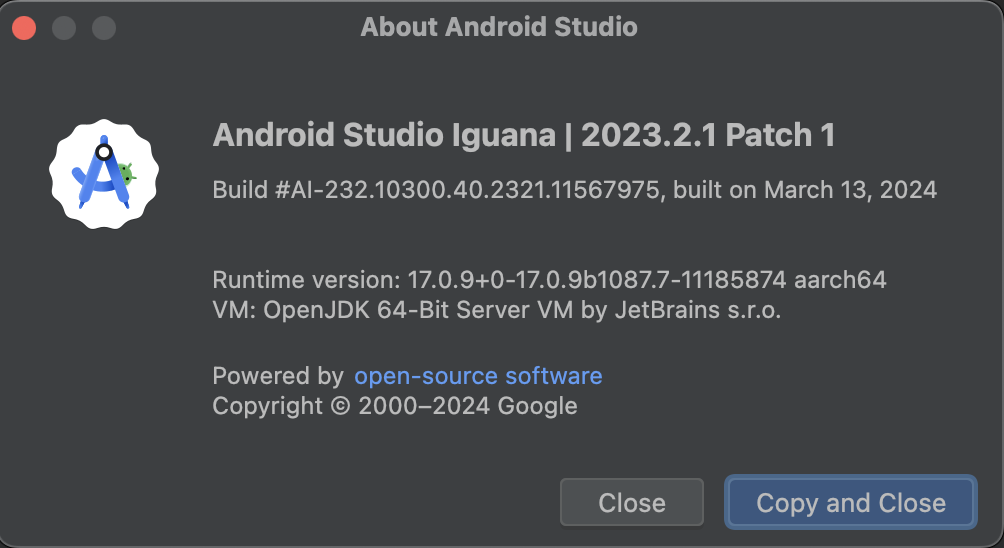 About Android Studio
Android Studio Iguana | 2023.2.1 Patch 1
Build #AI-232.10300.40.2321.11567975, built on March 13, 2024
Runtime version: 17.0.9+0-17.0.9b1087.7-11185874 aarch64
VM: OpenJDK 64-Bit Server VM by JetBrains s.r.o.
Powered by open-source software
Copyright © 2000–2024 Google
Close
Copy and Close